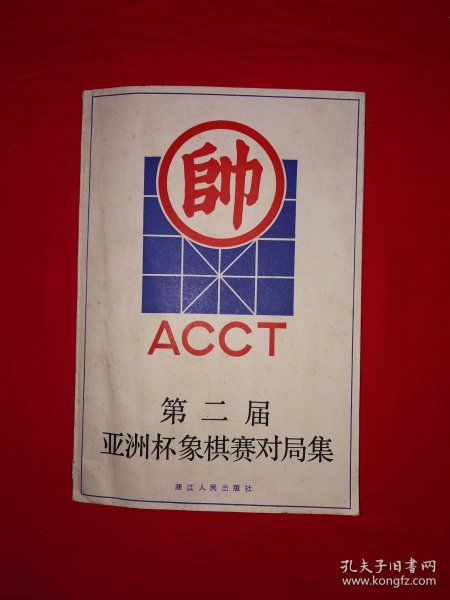 帥
ACCT
第二届
亚洲杯象棋赛对局集
浙江人民出版社
孔夫子旧书网
www.kongfz.com